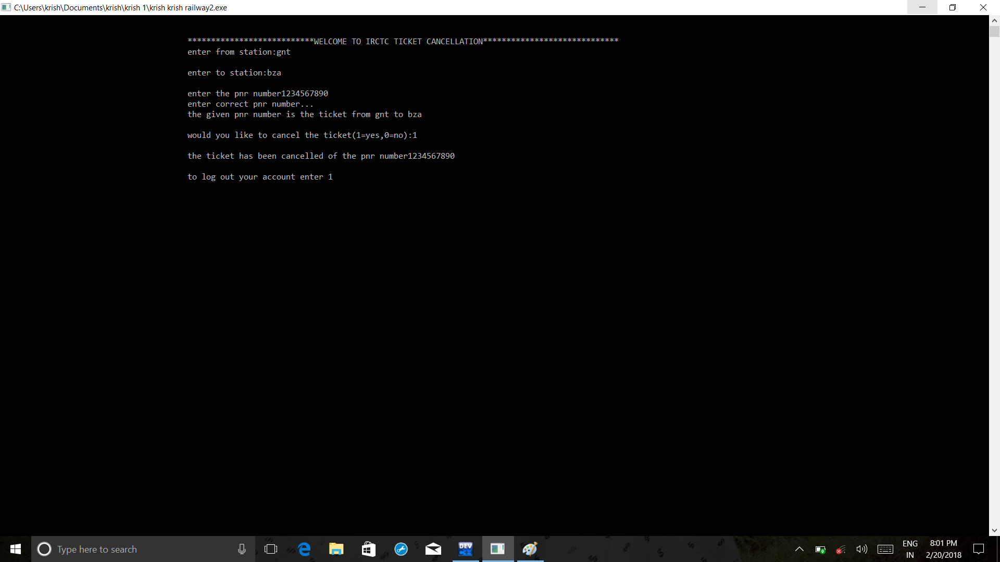 C:\Users\krish\Documents\krish\krish 1\krish krish railway2.exe
***************************WELCOME TO IRCTC TICKET CANCELLATION*****************************
enter from station:gnt
enter to station:bza
enter the pnr number1234567890
enter correct pnr number...
the given pnr number is the ticket from gnt to bza
would you like to cancel the ticket(1=yes,0=no):1
the ticket has been cancelled of the pnr number1234567890
to log out your account enter 1
Type here to search
DEV
C++
ENG
IN
8:01 PM
2/20/2018